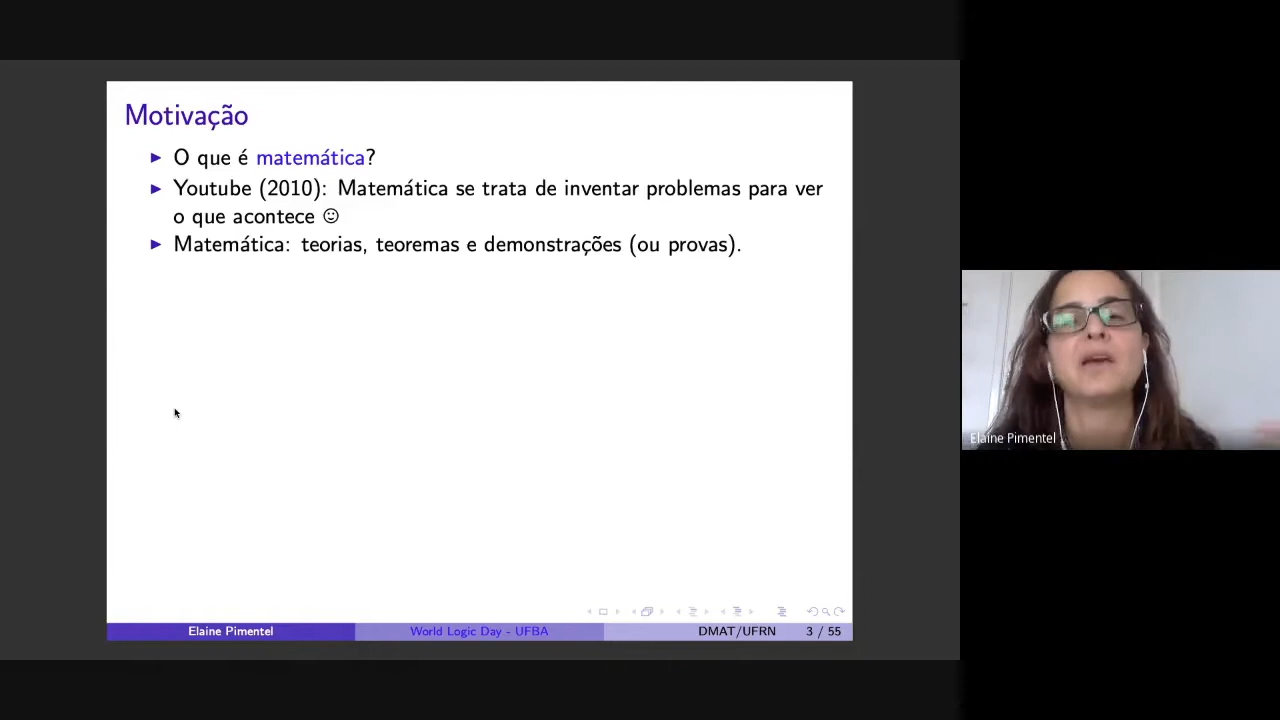 Motivação
O que é matemática?
Youtube (2010): Matemática se trata de inventar problemas para ver
o que acontece ☺
Matemática: teorias, teoremas e demonstrações (ou provas).
Elaine Pimentel
World Logic Day - UFBA
DMAT/UFRN
3 / 55
Elaine Pimentel